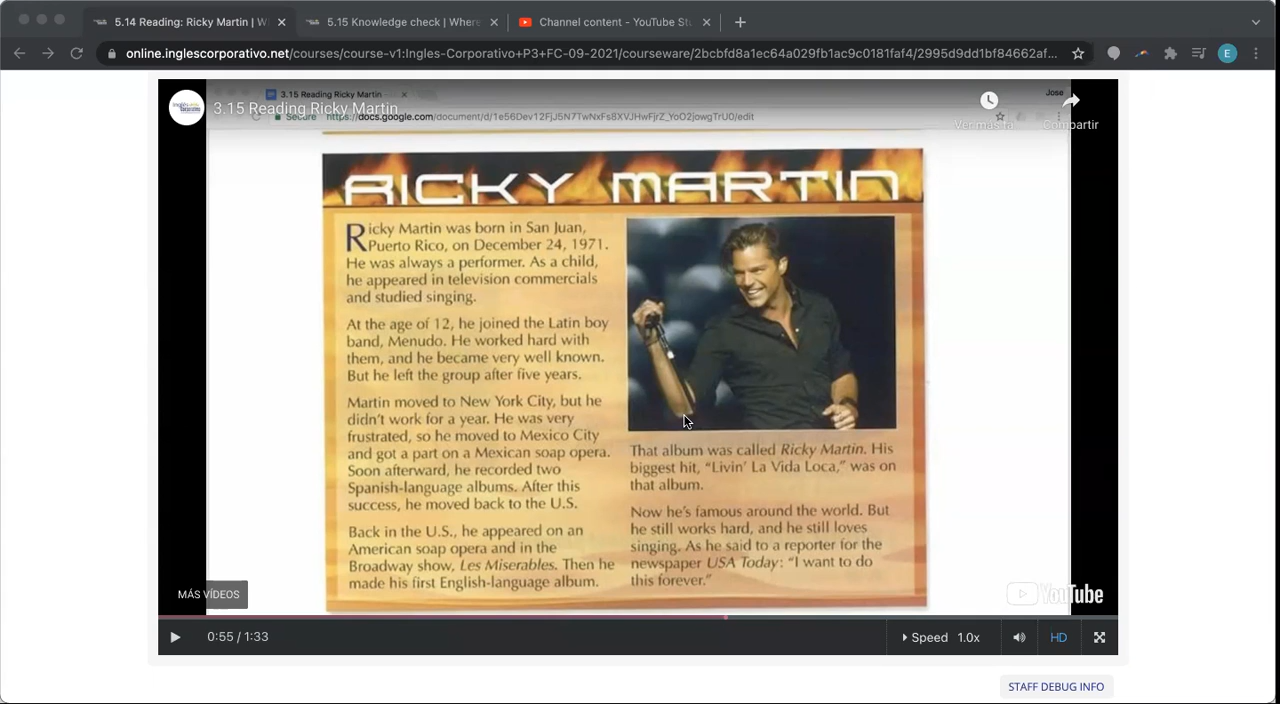 5.14 Reading: Ricky Martin | W
5.15 Knowledge check | Where
Channel content - YouTube St
online.inglescorporativo.net/courses/course-v1:Ingles-Corporativo+P3+FC-09-2021/courseware/2bcbfd8a1ec64a029fb1ac9c0181faf4/2995d9dd1bf84662af...
E
3.15 Reading Ricky Martin
Jose
3.15 Reading Ricky Martin
Secure
https://docs.google.com/document/d/1e56Dev12FjJ5N7TwNxFs8XVJHwFjrZ_YoO2jowgTrU0/edit
Compartir
RICKY MARTIN
Ricky Martin was born in San Juan,
Puerto Rico, on December 24, 1971.
He was always a performer. As a child,
he appeared in television commercials
and studied singing.
At the age of 12, he joined the Latin boy
band, Menudo. He worked hard with
them, and he became very well known.
But he left the group after five years.
Martin moved to New York City, but he
didn't work for a year. He was very
frustrated, so he moved to Mexico City
and got a part on a Mexican soap opera.
Soon afterward, he recorded two
Spanish-language albums. After this
success, he moved back to the U.S.
Back in the U.S., he appeared on an
American soap opera and in the
Broadway show, Les Miserables. Then he
made his first English-language album.
That album was called Ricky Martin. His
biggest hit, “Livin' La Vida Loca,” was on
that album.
Now he's famous around the world. But
he still works hard, and he still loves
singing. As he said to a reporter for the
newspaper USA Today: “I want to do
this forever.”
MÁS VÍDEOS
YouTube
0:55 / 1:33
Speed 1.0x
HD
STAFF DEBUG INFO